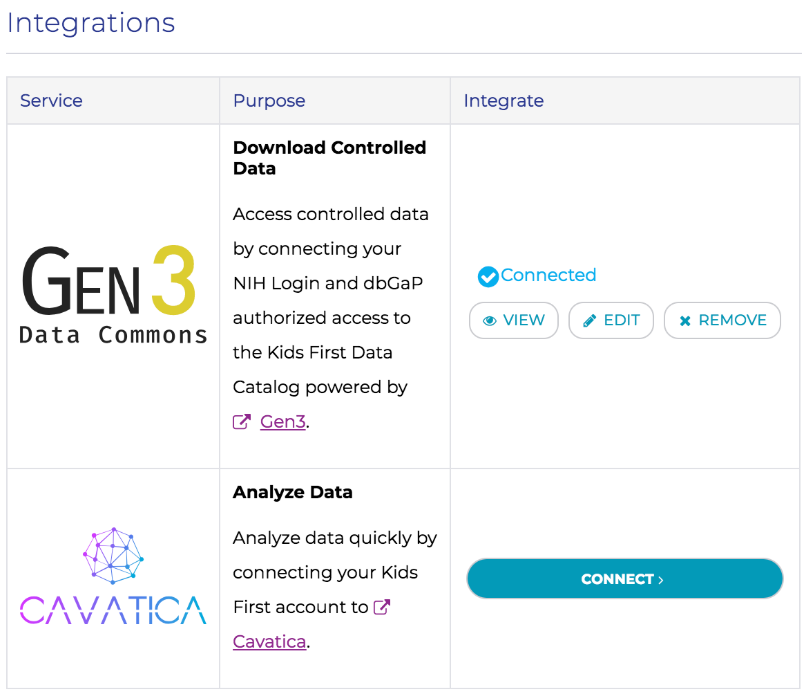 Integrations
Service
Purpose
Integrate
GEN3
Data Commons
Download Controlled
Data
Access controlled data
by connecting your
NIH Login and dbGaP
authorized access to
the Kids First Data
Catalog powered by
Gen3.
Connected
VIEW
EDIT
REMOVE
CAVATICA
Analyze Data
Analyze data quickly by
connecting your Kids
First account to
Cavatica.
CONNECT ›